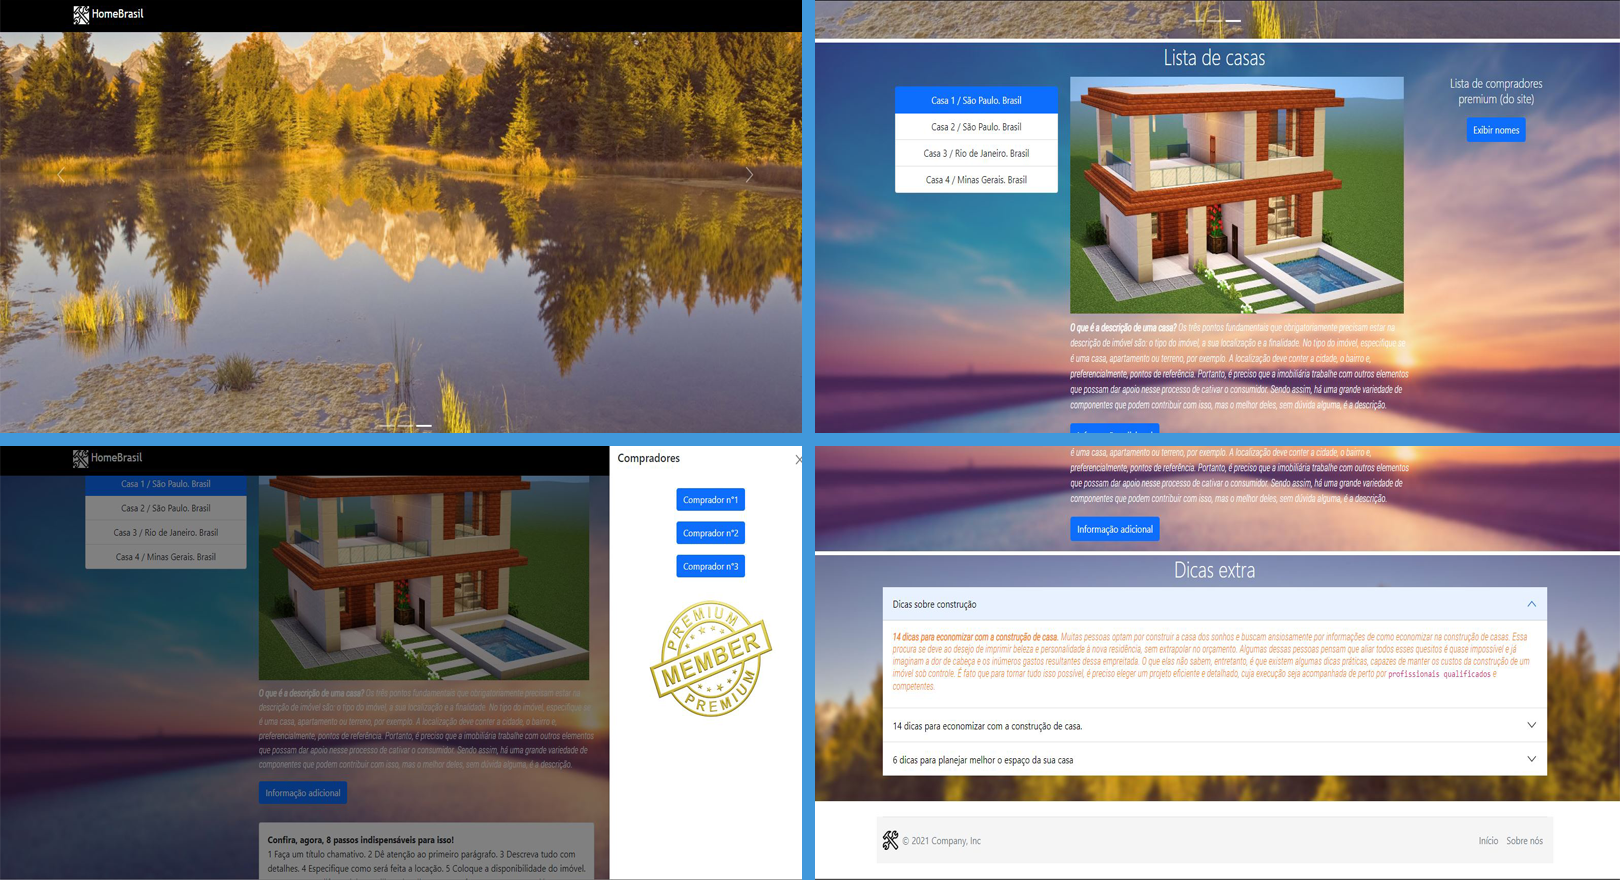 HomeBrasil
Lista de casas
Casa 1 / São Paulo. Brasil
Casa 2 / São Paulo. Brasil
Casa 3 / Rio de Janeiro. Brasil
Casa 4 / Minas Gerais. Brasil
Lista de compradores
premium (do site)
Exibir nomes
O que é a descrição de uma casa? Os três pontos fundamentais que obrigatoriamente precisam estar na
descrição de imóvel são: o tipo do imóvel, a sua localização e a finalidade. No tipo do imóvel, especifique se
é uma casa, apartamento ou terreno, por exemplo. A localização deve conter a cidade, o bairro e,
preferencialmente, pontos de referência. Portanto, é preciso que a imobiliária trabalhe com outros elementos
que possam dar apoio nesse processo de cativar o consumidor. Sendo assim, há uma grande variedade de
componentes que podem contribuir com isso, mas o melhor deles, sem dúvida alguma, é a descrição.
HomeBrasil
Casa 1 / São Paulo. Brasil
Casa 2 / São Paulo. Brasil
Casa 3 / Rio de Janeiro. Brasil
Casa 4 / Minas Gerais. Brasil
O que é a descrição de uma casa? Os três pontos fundamentais que obrigatoriamente precisam estar na
descrição de imóvel são: o tipo do imóvel, a sua localização e a finalidade. No tipo do imóvel, especifique se
é uma casa, apartamento ou terreno, por exemplo. A localização deve conter a cidade, o bairro e,
preferencialmente, pontos de referência. Portanto, é preciso que a imobiliária trabalhe com outros elementos
que possam dar apoio nesse processo de cativar o consumidor. Sendo assim, há uma grande variedade de
componentes que podem contribuir com isso, mas o melhor deles, sem dúvida alguma, é a descrição.
Informação adicional
Confira, agora, 8 passos indispensáveis para isso!
1 Faça um título chamativo. 2 Dê atenção ao primeiro parágrafo. 3 Descreva tudo com
detalhes. 4 Especifique como será feita a locação. 5 Coloque a disponibilidade do imóvel.
Compradores
Comprador n°1
Comprador n°2
Comprador n°3
PREMIUM
MEMBER
PREMIUM
é uma casa, apartamento ou terreno, por exemplo. A localização deve conter a cidade, o bairro e,
preferencialmente, pontos de referência. Portanto, é preciso que a imobiliária trabalhe com outros elementos
que possam dar apoio nesse processo de cativar o consumidor. Sendo assim, há uma grande variedade de
componentes que podem contribuir com isso, mas o melhor deles, sem dúvida alguma, é a descrição.
Informação adicional
Dicas extra
Dicas sobre construção
14 dicas para economizar com a construção de casa. Muitas pessoas optam por construir a casa dos sonhos e buscam ansiosamente por informações de como economizar na construção de casas. Essa
procura se deve ao desejo de imprimir beleza e personalidade à nova residência, sem extrapolar no orçamento. Algumas dessas pessoas pensam que aliar todos esses quesitos é quase impossível e já
imaginam a dor de cabeça e os inúmeros gastos resultantes dessa empreitada. O que elas não sabem, entretanto, é que existem algumas dicas práticas, capazes de manter os custos da construção de um
imóvel sob controle. É fato que para tornar tudo isso possível, é preciso eleger um projeto eficiente e detalhado, cuja execução seja acompanhada de perto por profissionais qualificados e
competentes.
14 dicas para economizar com a construção de casa.
6 dicas para planejar melhor o espaço da sua casa
© 2021 Company, Inc
Início Sobre nós